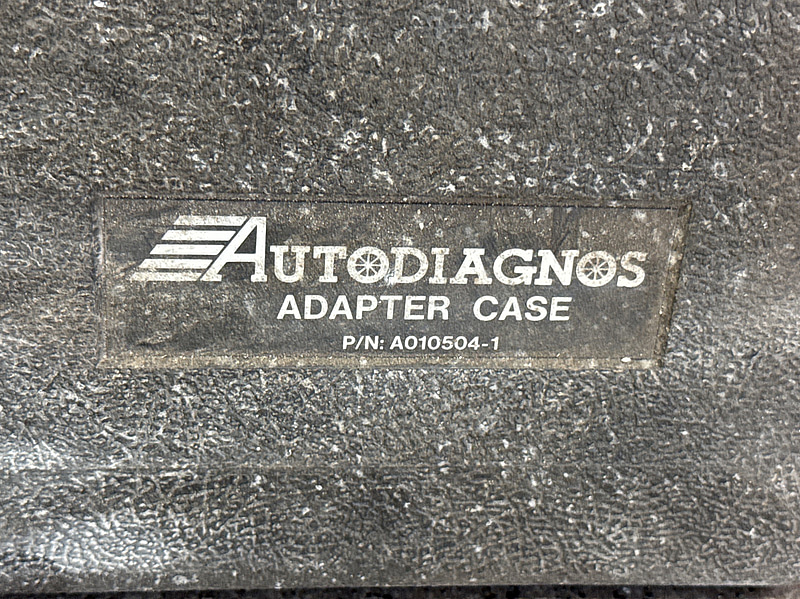 AUTODIAGNOS
ADAPTER CASE
P/N: A010504-1